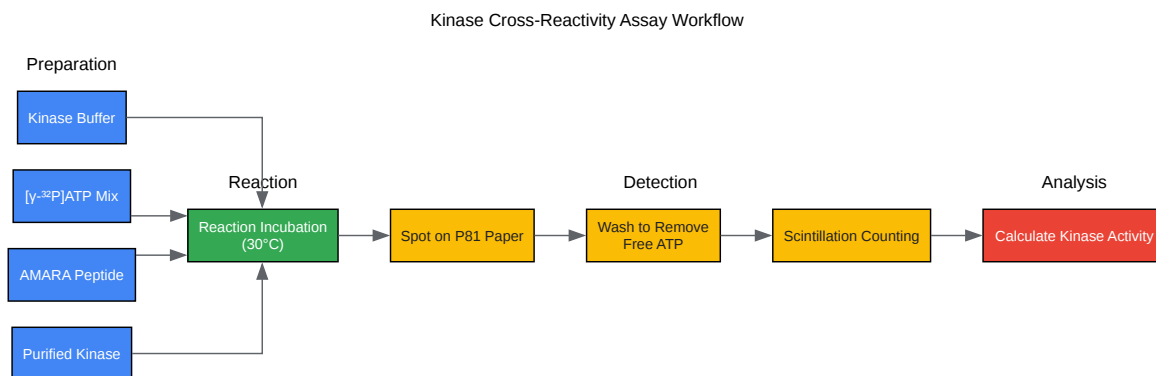 Kinase Cross-Reactivity Assay Workflow
Preparation
Kinase Buffer
[γ-³²P]ATP Mix
AMARA Peptide
Purified Kinase
Reaction
Reaction Incubation
(30°C)
Detection
Spot on P81 Paper
Wash to Remove
Free ATP
Scintillation Counting
Analysis
Calculate Kinase Activity